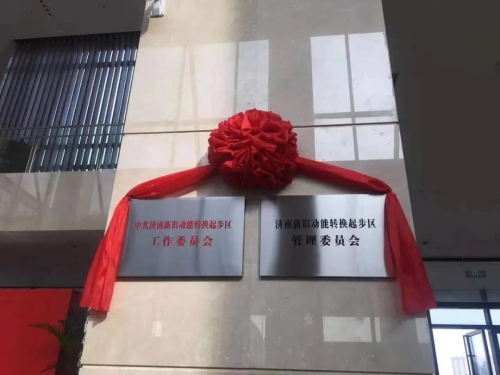 中共济南新旧动能转换起步区
工作委员会
济南新旧动能转换起步区
管理委员会